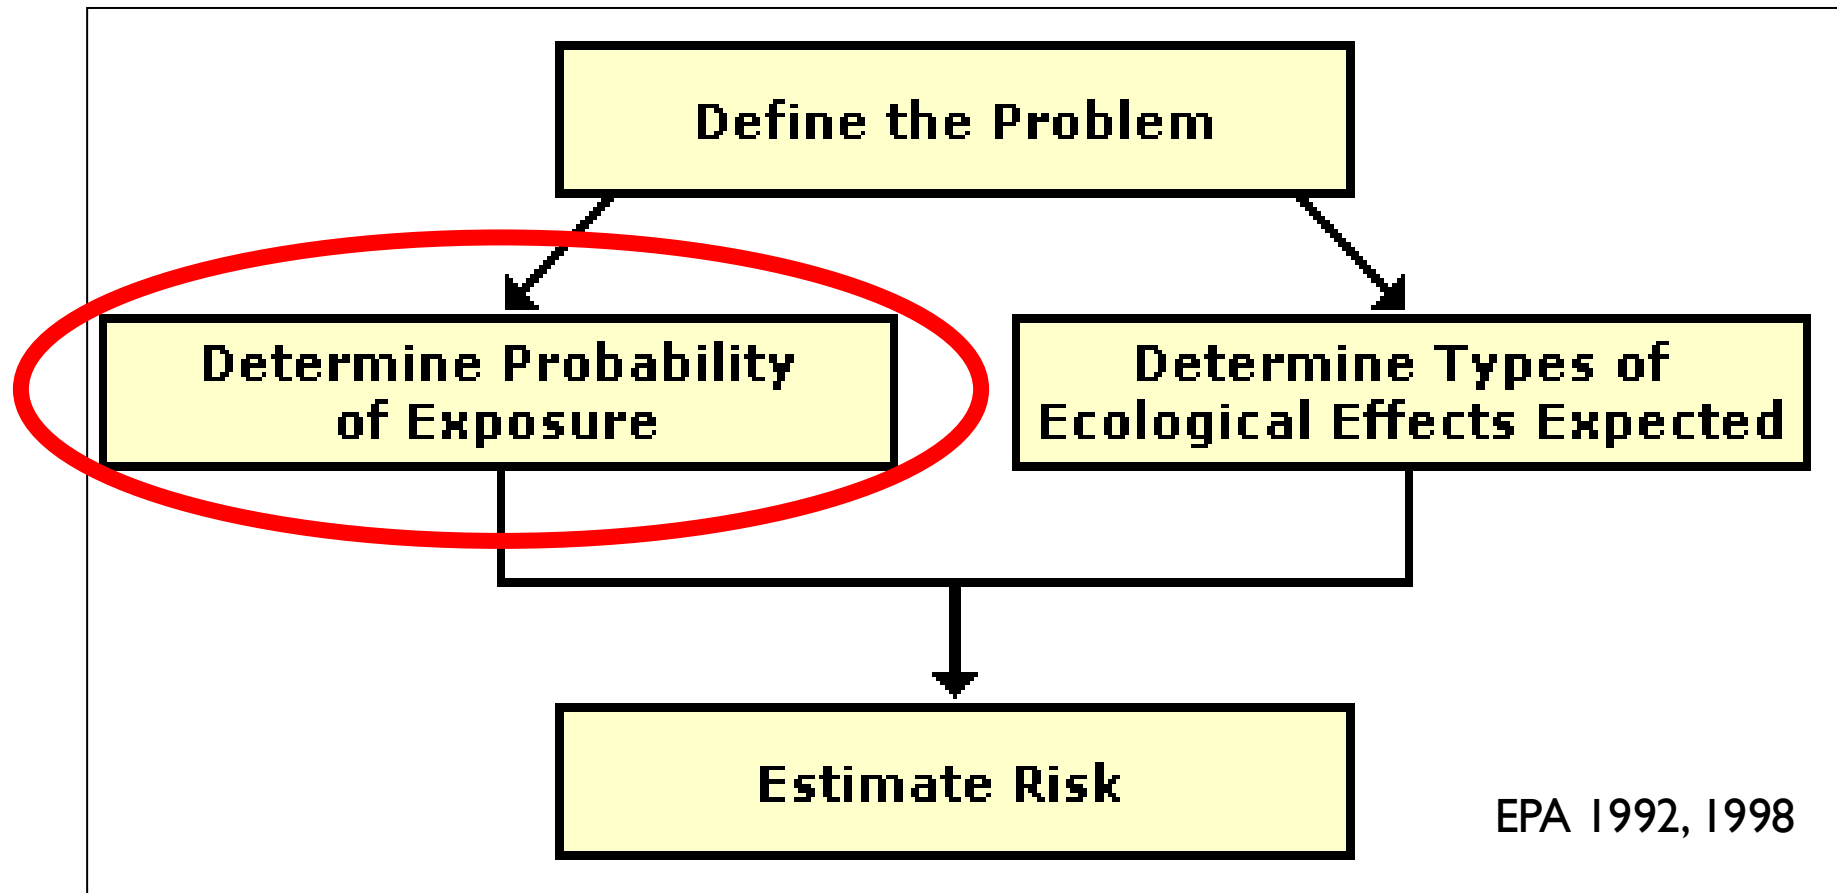 Define the Problem
Determine Probability
of Exposure
Determine Types of
Ecological Effects Expected
Estimate Risk
EPA 1992, 1998